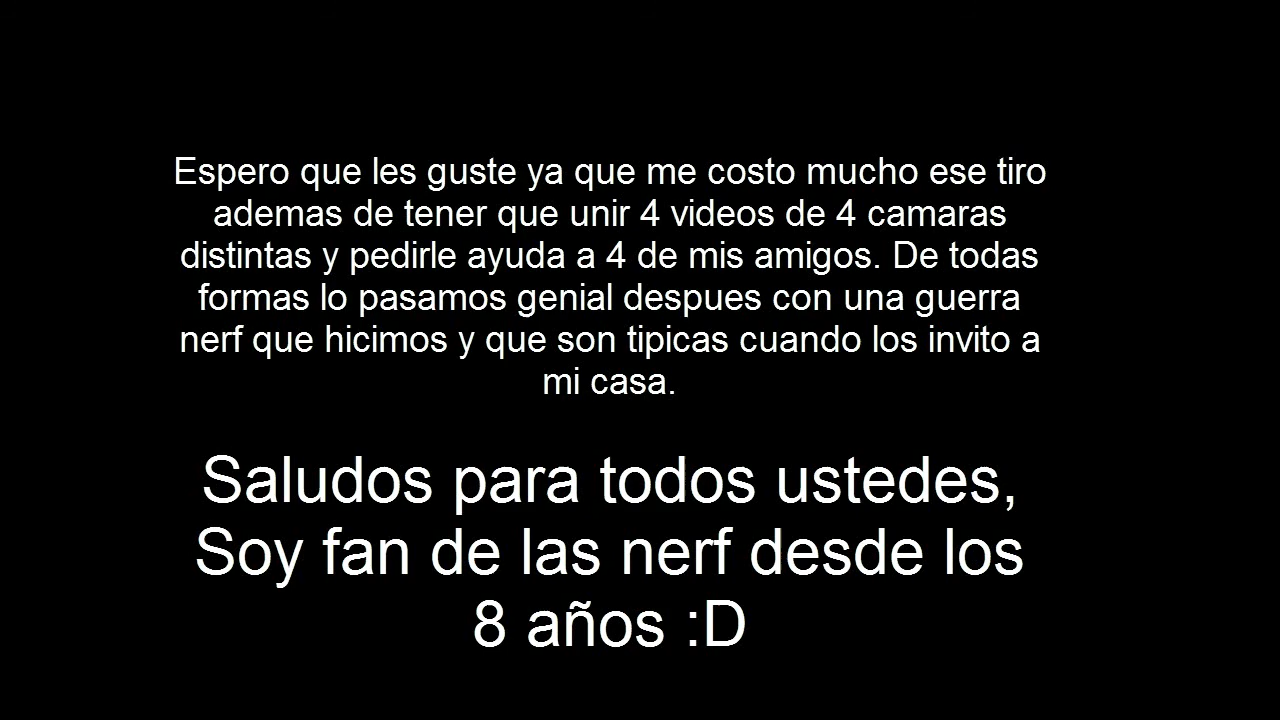 Espero que les guste ya que me costo mucho ese tiro
ademas de tener que unir 4 videos de 4 camaras
distintas y pedirle ayuda a 4 de mis amigos. De todas
formas lo pasamos genial despues con una guerra
nerf que hicimos y que son tipicas cuando los invito a
mi casa.
Saludos para todos ustedes,
Soy fan de las nerf desde los
8 años :D